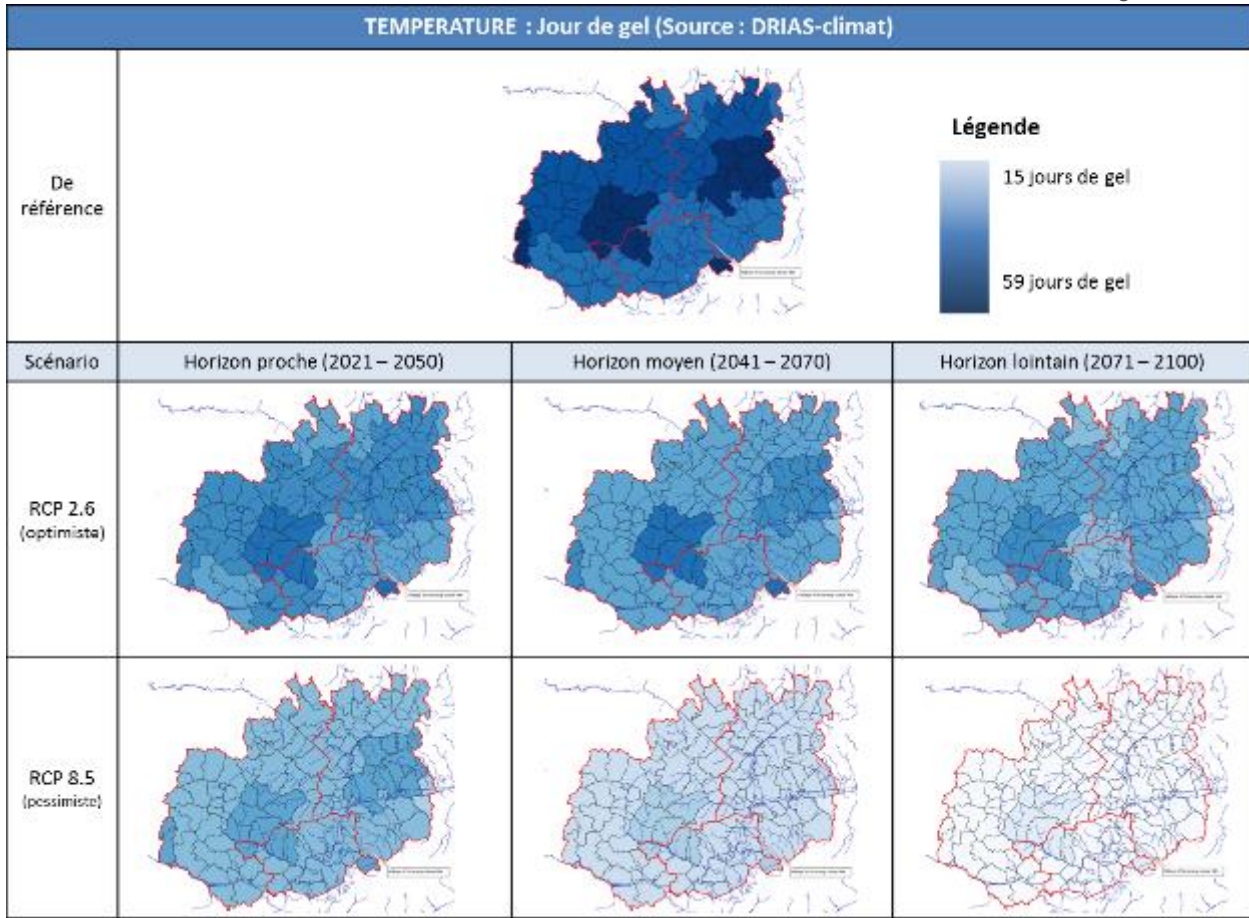 TEMPERATURE : Jour de gel (Source : DRIAS-climat)
De
référence
Légende
15 jours de gel
59 jours de gel
Scénario
Horizon proche (2021 – 2050)
Horizon moyen (2041 – 2070)
Horizon lointain (2071 – 2100)
RCP 2.6
(optimiste)
RCP 8.5
(pessimiste)